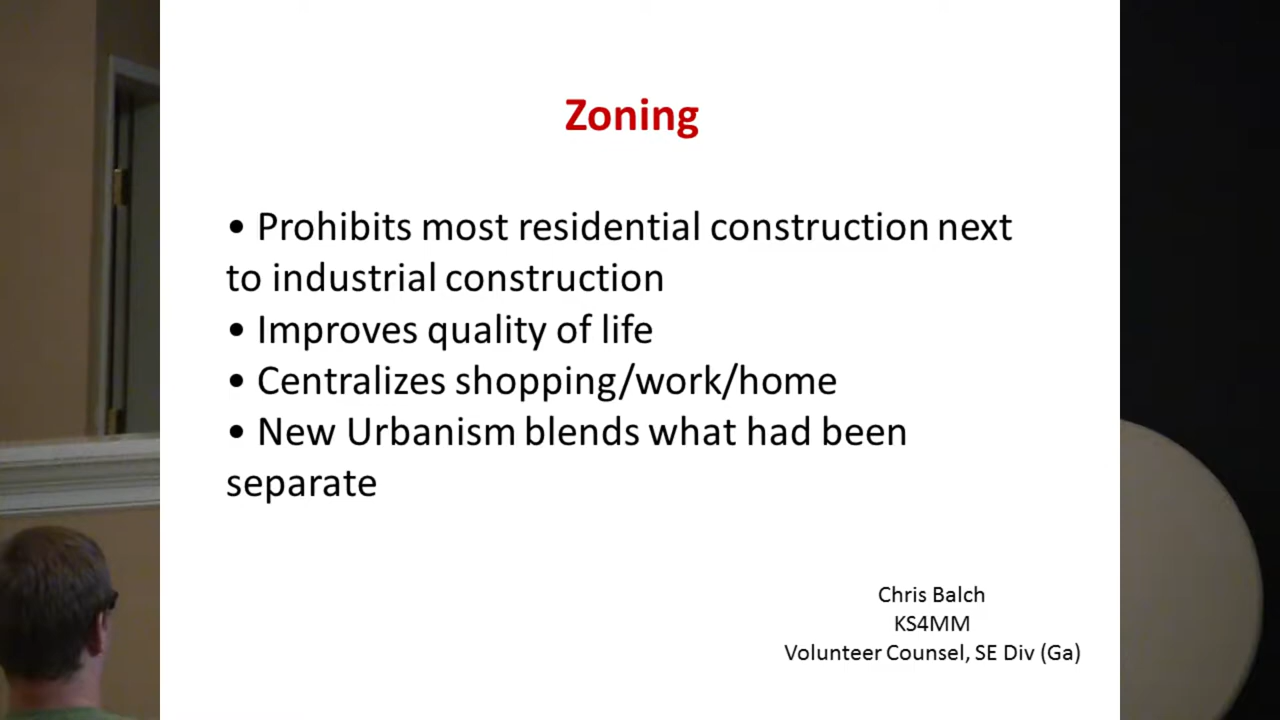 Zoning
• Prohibits most residential construction next
to industrial construction
• Improves quality of life
• Centralizes shopping/work/home
• New Urbanism blends what had been
separate
Chris Balch
KS4MM
Volunteer Counsel, SE Div (Ga)